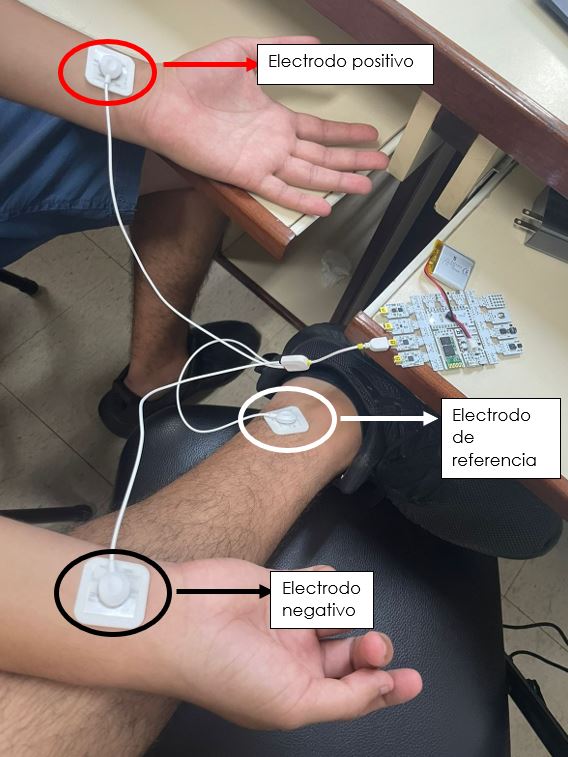 Electrodo positivo
Electrodo
de
referencia
Electrodo
negativo